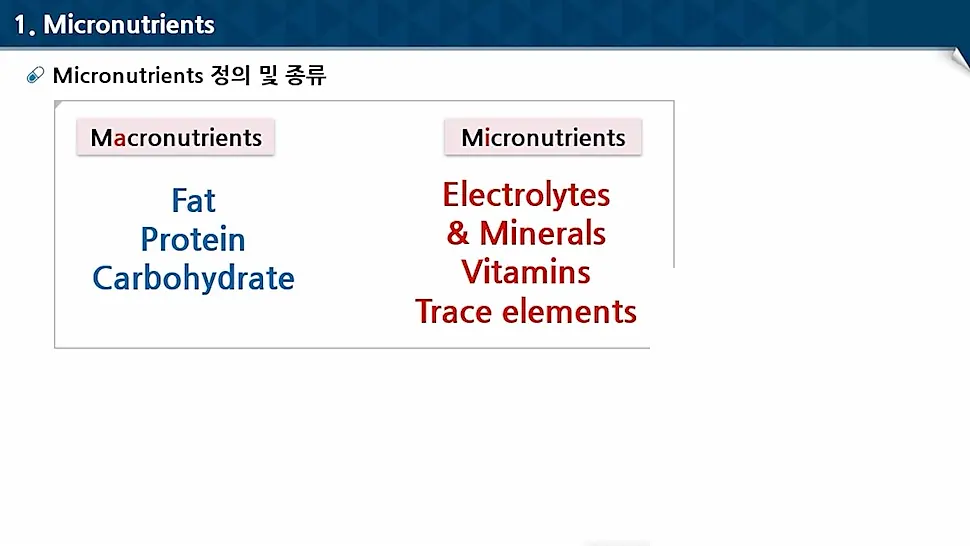 1. Micronutrients
Micronutrients 정의 및 종류
Macronutrients
Fat
Protein
Carbohydrate
Micronutrients
Electrolytes
& Minerals
Vitamins
Trace elements